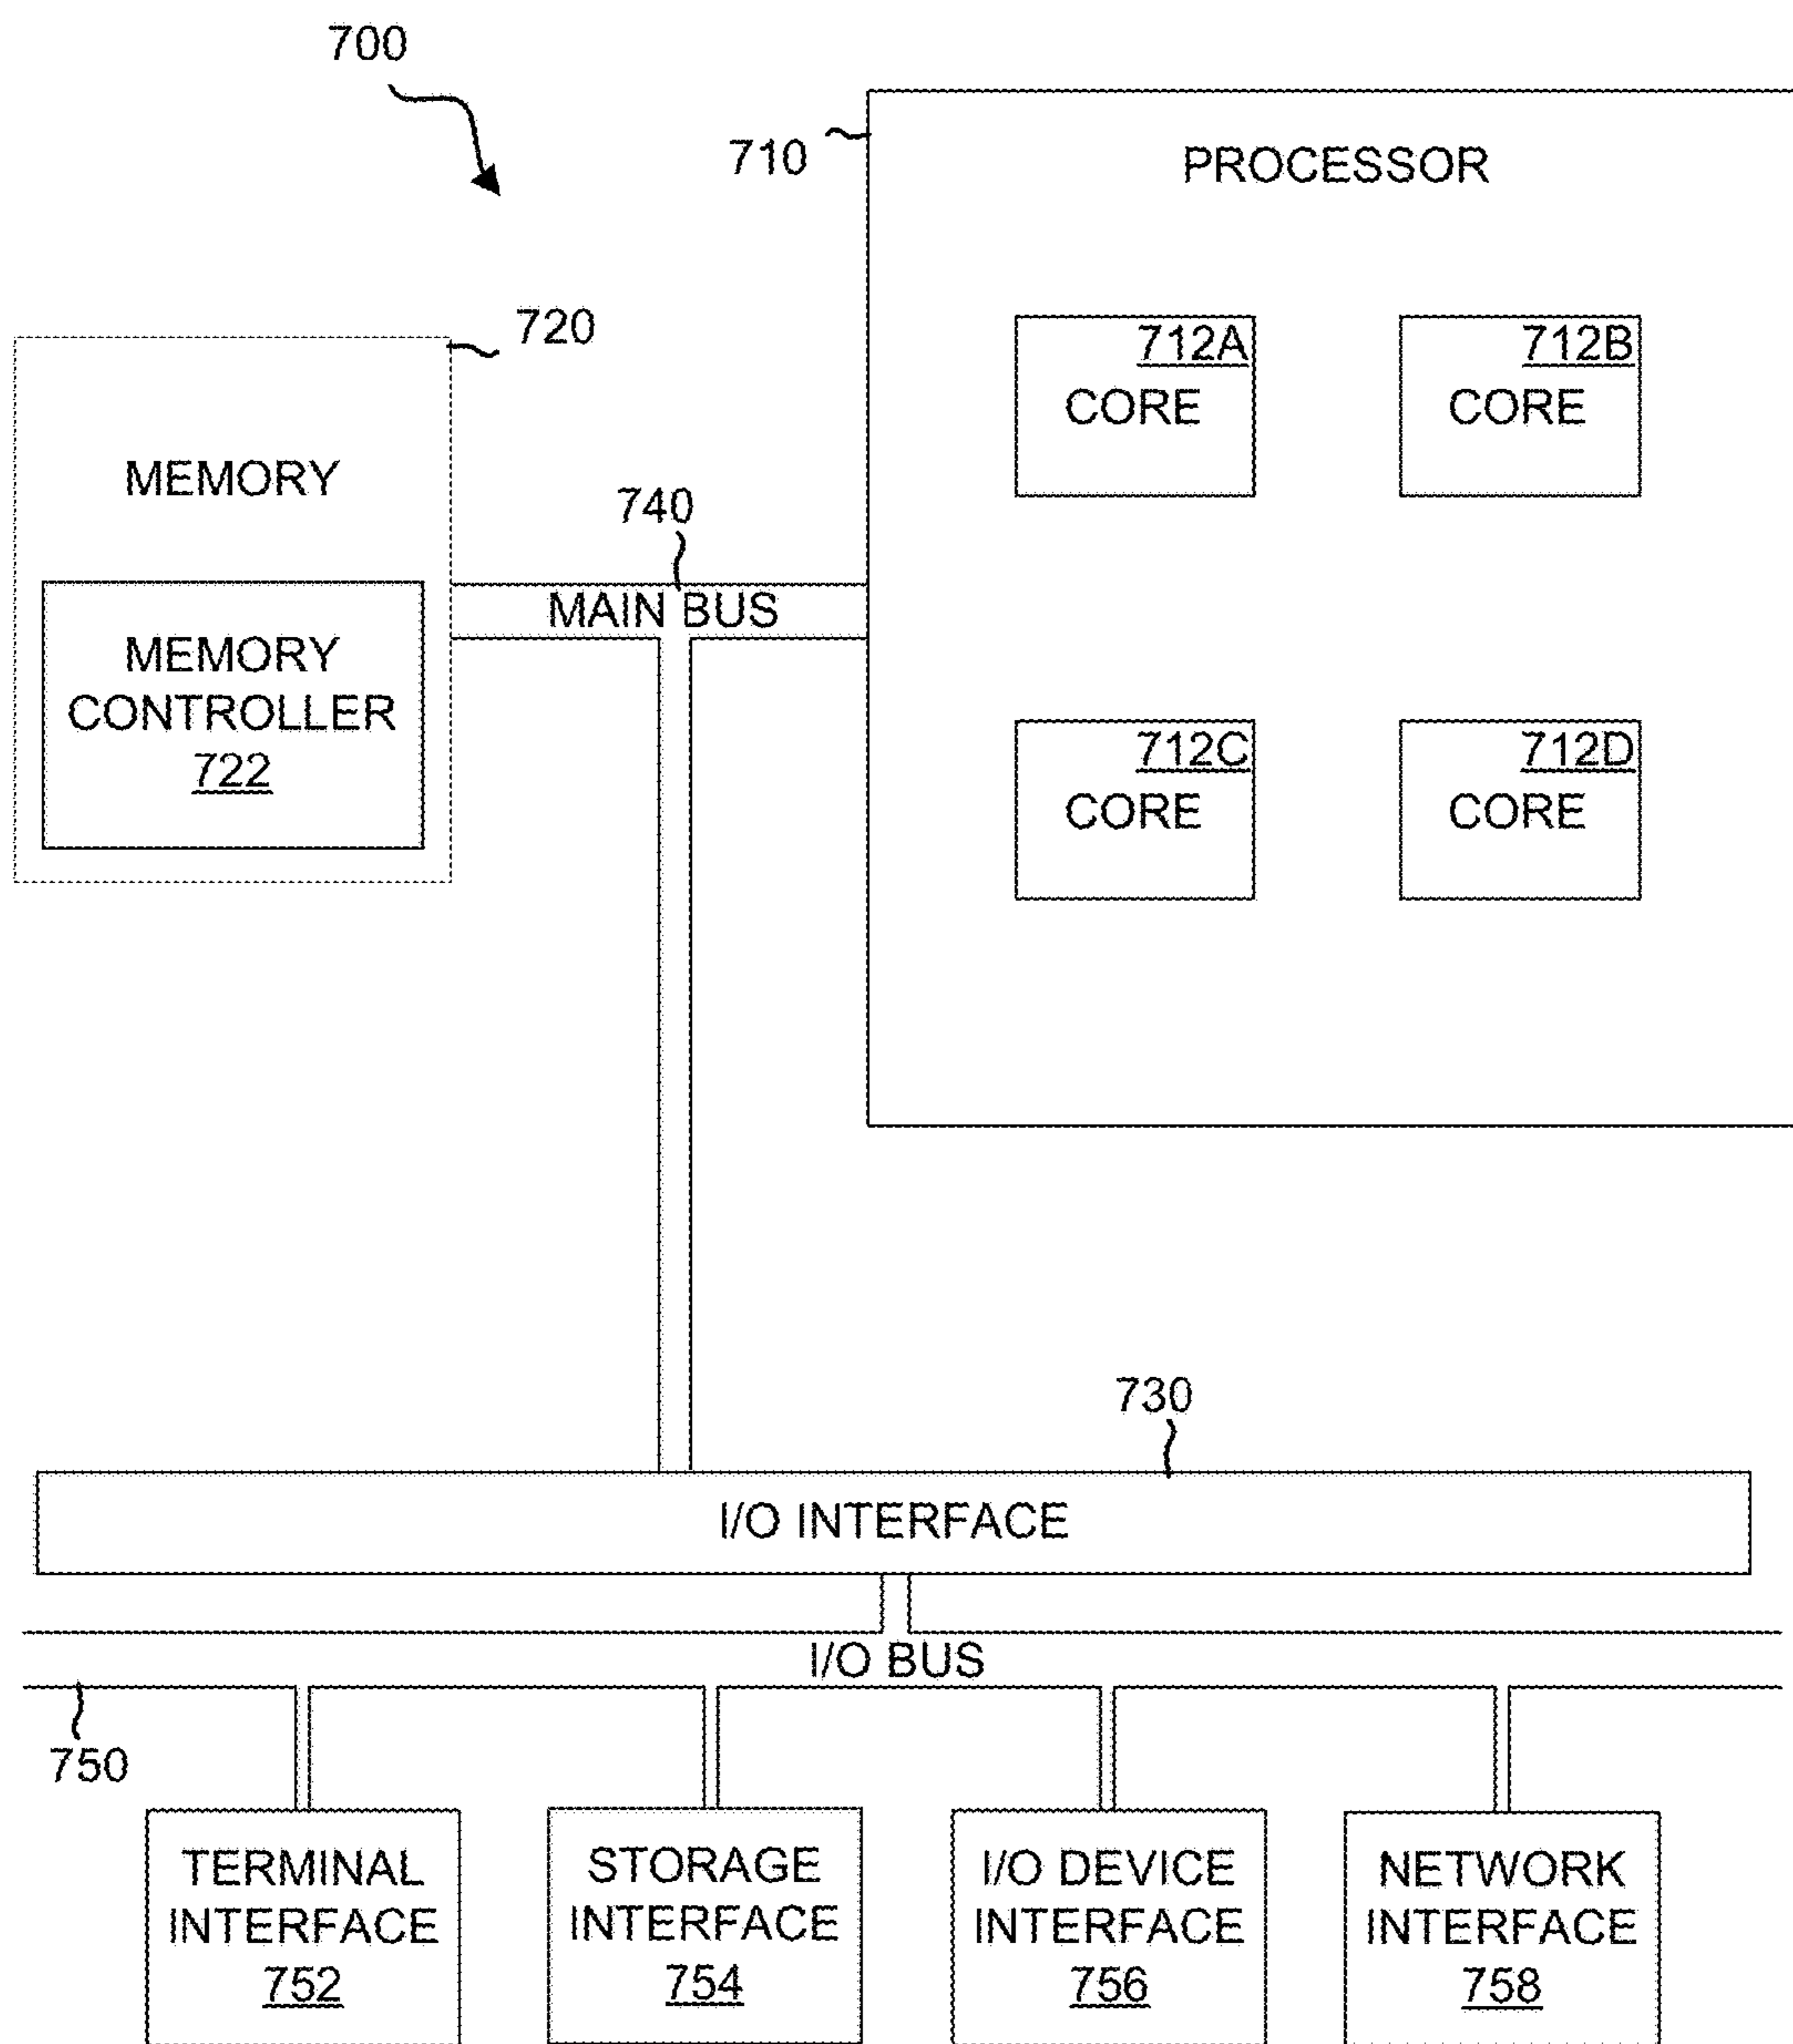 700
710
PROCESSOR
720
712A
CORE
712B
CORE
MEMORY
740
MAIN BUS
MEMORY
CONTROLLER
722
712C
CORE
712D
CORE
730
I/O INTERFACE
I/O BUS
750
TERMINAL
INTERFACE
752
STORAGE
INTERFACE
754
I/O DEVICE
INTERFACE
756
NETWORK
INTERFACE
758